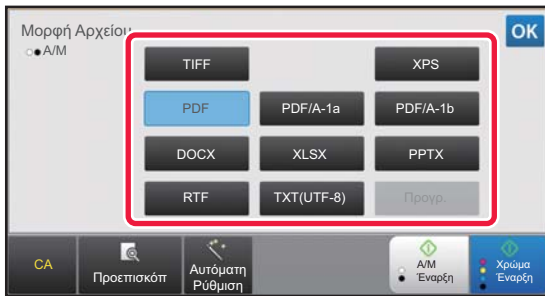 Μορφή Αρχείου
Α/Μ
OK
TIFF
XPS
PDF
PDF/A-1a
PDF/A-1b
DOCX
XLSX
PPTX
RTF
TXT(UTF-8)
Προγρ.
CA
Προεπισκόπ
Αυτόματη
Ρύθμιση
Α/Μ
Έναρξη
Χρώμα
Έναρξη